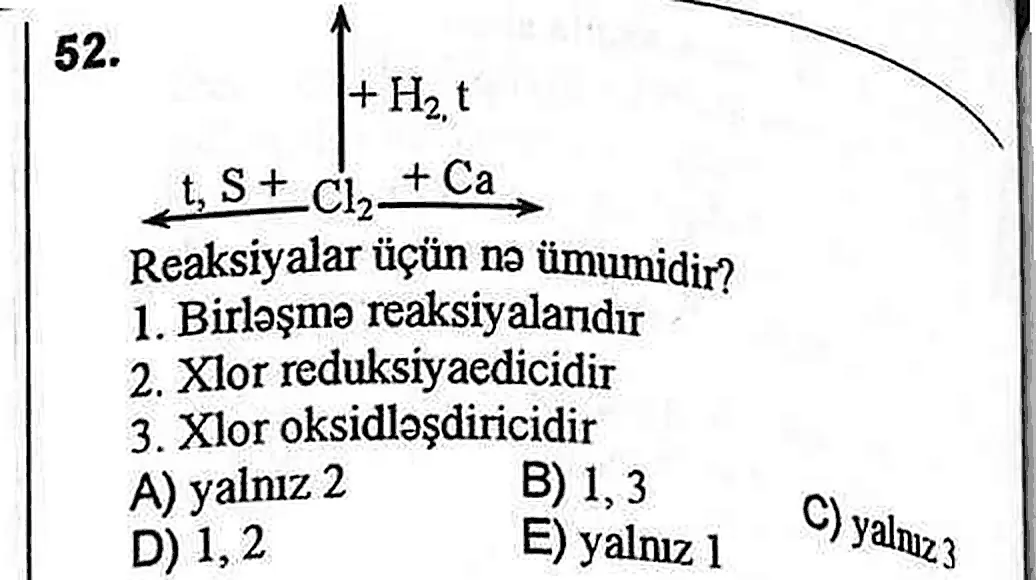 52.
+ H₂, t
t, S + Cl₂ + Ca
Reaksiyalar üçün nə ümumidir?
1. Birləşmə reaksiyalarıdır
2. Xlor reduksiyaedicidir
3. Xlor oksidləşdiricidir
A) yalnız 2 B) 1, 3 C) yalnız 3
D) 1, 2 E) yalnız 1